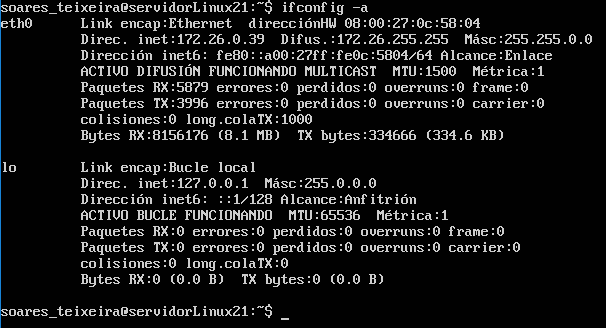 soares_teixeira@servidorLinux21:~$ ifconfig -a
eth0      Link encap:Ethernet  direcciónHW 08:00:27:0c:58:04
          Direc. inet:172.26.0.39  Difus.:172.26.255.255  Másc:255.255.0.0
          Dirección inet6: fe80::a00:27ff:fe0c:5804/64 Alcance:Enlace
          ACTIVO DIFUSIÓN FUNCIONANDO MULTICAST  MTU:1500  Métrica:1
          Paquetes RX:5879 errores:0 perdidos:0 overruns:0 frame:0
          Paquetes TX:3996 errores:0 perdidos:0 overruns:0 carrier:0
          colisiones:0 long.colaTX:1000
          Bytes RX:8156176 (8.1 MB)  TX bytes:334666 (334.6 KB)

lo        Link encap:Bucle local
          Direc. inet:127.0.0.1  Másc:255.0.0.0
          Dirección inet6: ::1/128 Alcance:Anfitrión
          ACTIVO BUCLE FUNCIONANDO  MTU:65536  Métrica:1
          Paquetes RX:0 errores:0 perdidos:0 overruns:0 frame:0
          Paquetes TX:0 errores:0 perdidos:0 overruns:0 carrier:0
          colisiones:0 long.colaTX:0
          Bytes RX:0 (0.0 B)  TX bytes:0 (0.0 B)

soares_teixeira@servidorLinux21:~$ _